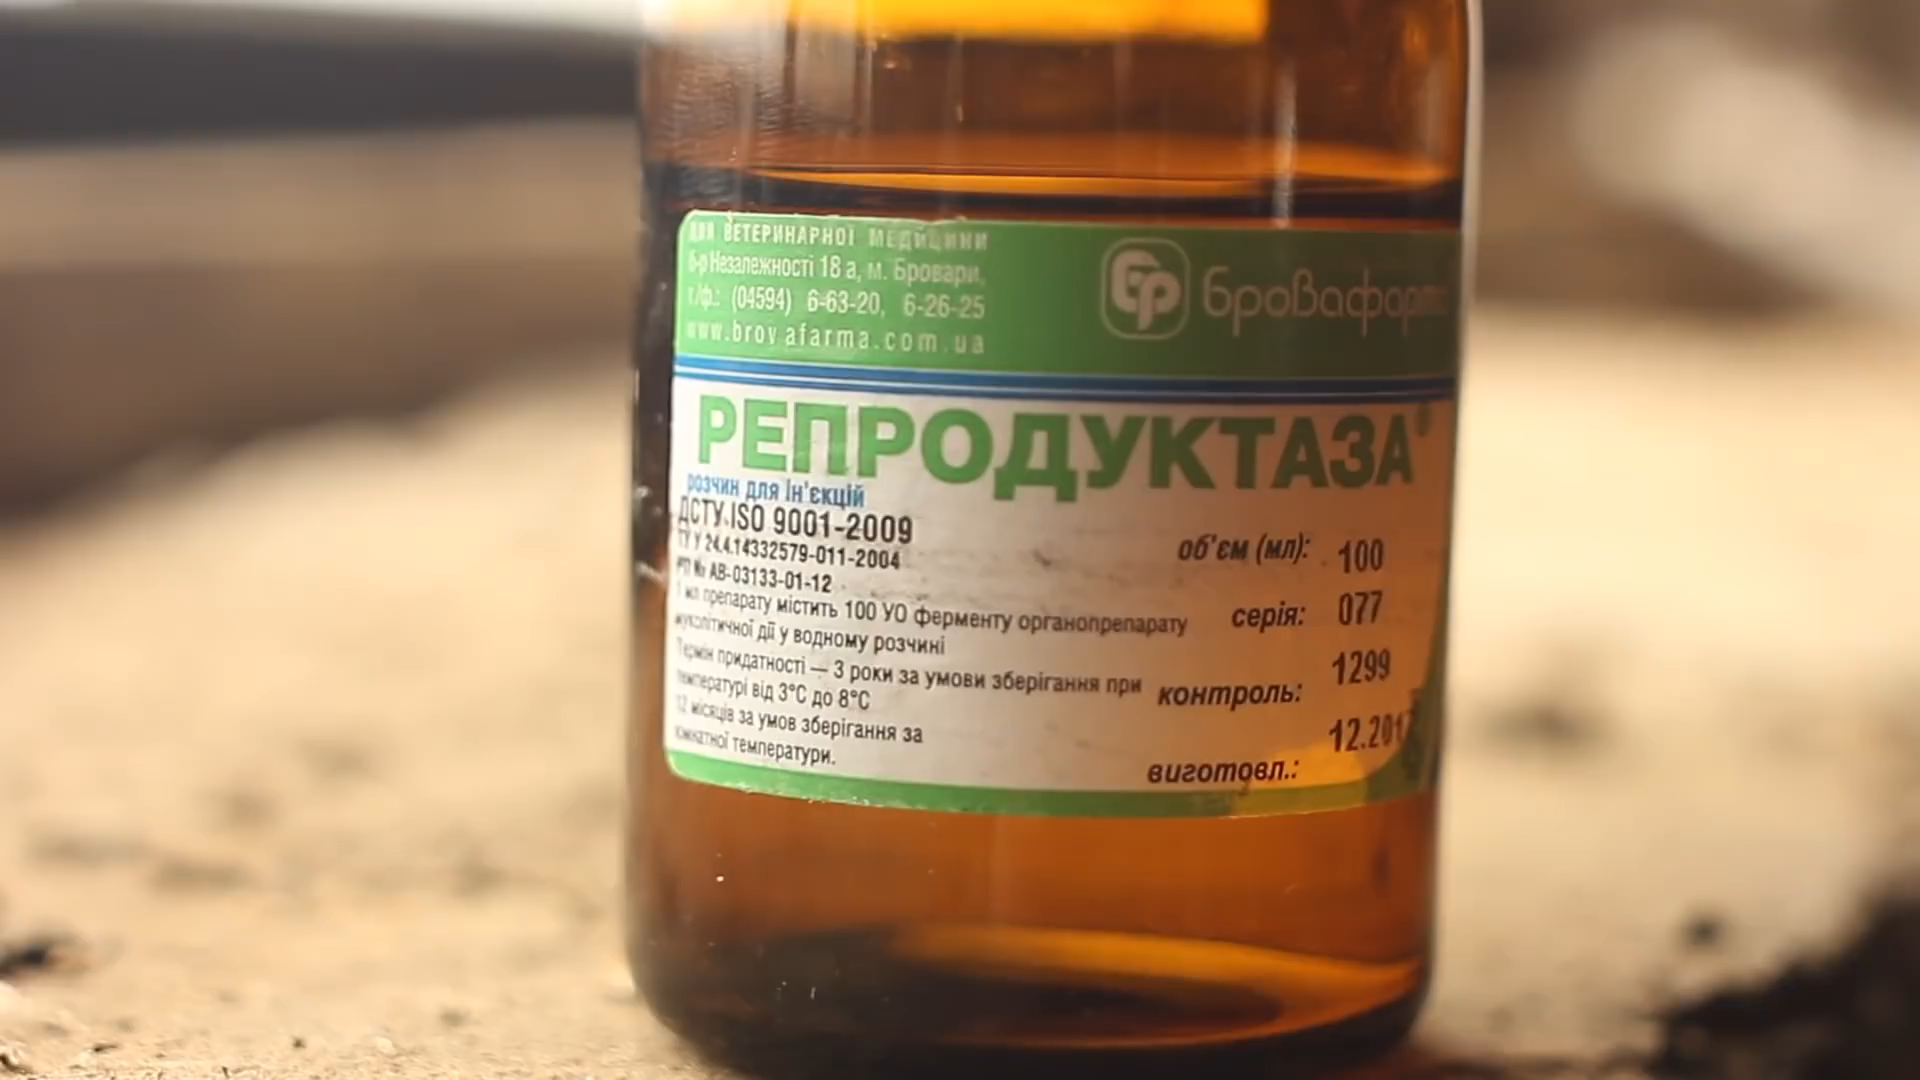 ДЛЯ ВЕТЕРИНАРНОЇ МЕДИЦИНИ
б-р Незалежності 18 а, м. Бровари,
т/ф.: (04594) 6-63-20, 6-26-25
www.brovafarma.com.ua
бр бровафарма
РЕПРОДУКТАЗА®
розчин для ін'єкцій
ДСТУ ISO 9001-2009
ТУ У 24.4.14332579-011-2004
РП № АВ-03133-01-12
1 мл препарату містить 100 УО ферменту органопрепарату
муколітичної дії у водному розчині
Термін придатності — 3 роки за умови зберігання при
температурі від 3°С до 8°С
12 місяців за умов зберігання за
кімнатної температури.
об'єм (мл): 100
серія: 077
контроль: 1299
виготовл.: 12.2017